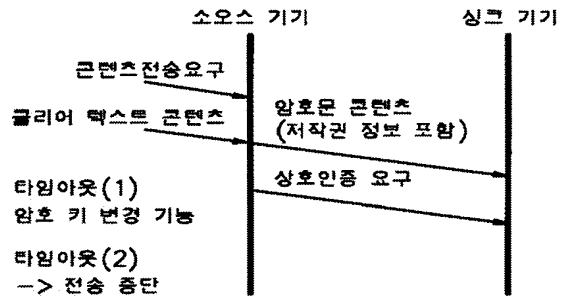 소오스 기기
싱크 기기
콘텐츠전송요구
클리어 텍스트 콘텐츠
암호문 콘텐츠
(저작권 정보 포함)
상호인증 요구
타임아웃(1)
암호 키 변경 기능
타임아웃(2)
—> 전송 중단